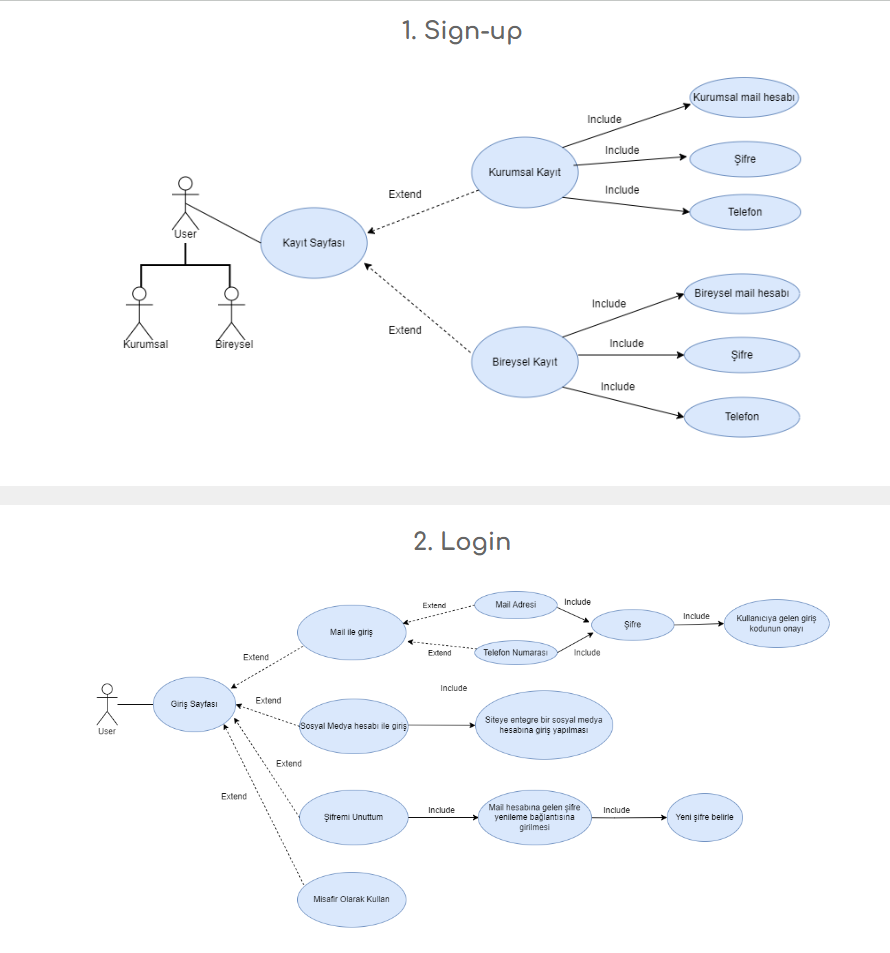 1. Sign-up
Kurumsal mail hesabı
Include
Include
Şifre
Kurumsal Kayıt
Extend
Include
Telefon
User
Kayıt Sayfası
Bireysel mail hesabı
Include
Extend
Kurumsal
Bireysel
Include
Şifre
Bireysel Kayıt
Include
Telefon
2. Login
Extend
Mail Adresi
Include
Include
Kullanıcıya gelen giriş
kodunun onayı
Şifre
Mail ile giriş
Extend
Telefon Numarası
Include
Extend
Include
Giriş Sayfası
Extend
User
Sosyal Medya hesabı ile giriş
Siteye entegre bir sosyal medya
hesabına giriş yapılması
Extend
Extend
Şifremi Unuttum
Include
Mail hesabına gelen şifre
yenileme bağlantısına
girilmesi
Include
Yeni şifre belirle
Misafir Olarak Kullan